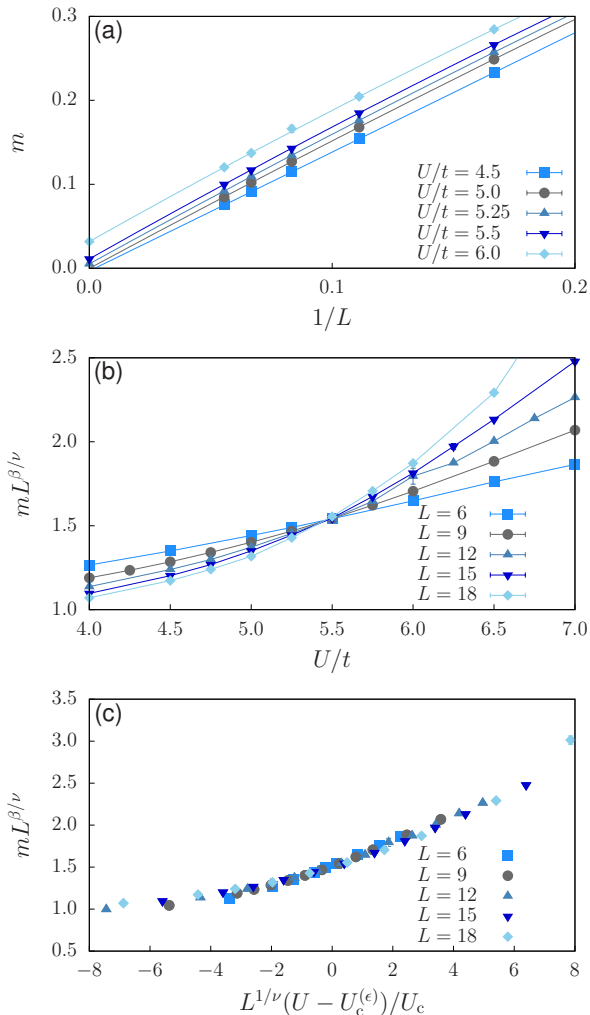 (a)
0.3
0.2
0.1
0.0
m
U/t = 4.5
U/t = 5.0
U/t = 5.25
U/t = 5.5
U/t = 6.0
0.0 0.1 0.2
1/L
(b)
2.5
2.0
1.5
1.0
mL^{β/ν}
L = 6
L = 9
L = 12
L = 15
L = 18
4.0 4.5 5.0 5.5 6.0 6.5 7.0
U/t
(c)
3.5
3.0
2.5
2.0
1.5
1.0
0.5
mL^{β/ν}
L = 6
L = 9
L = 12
L = 15
L = 18
−8 −6 −4 −2 0 2 4 6 8
L^{1/ν}(U − U_c^{(ϵ)})/U_c